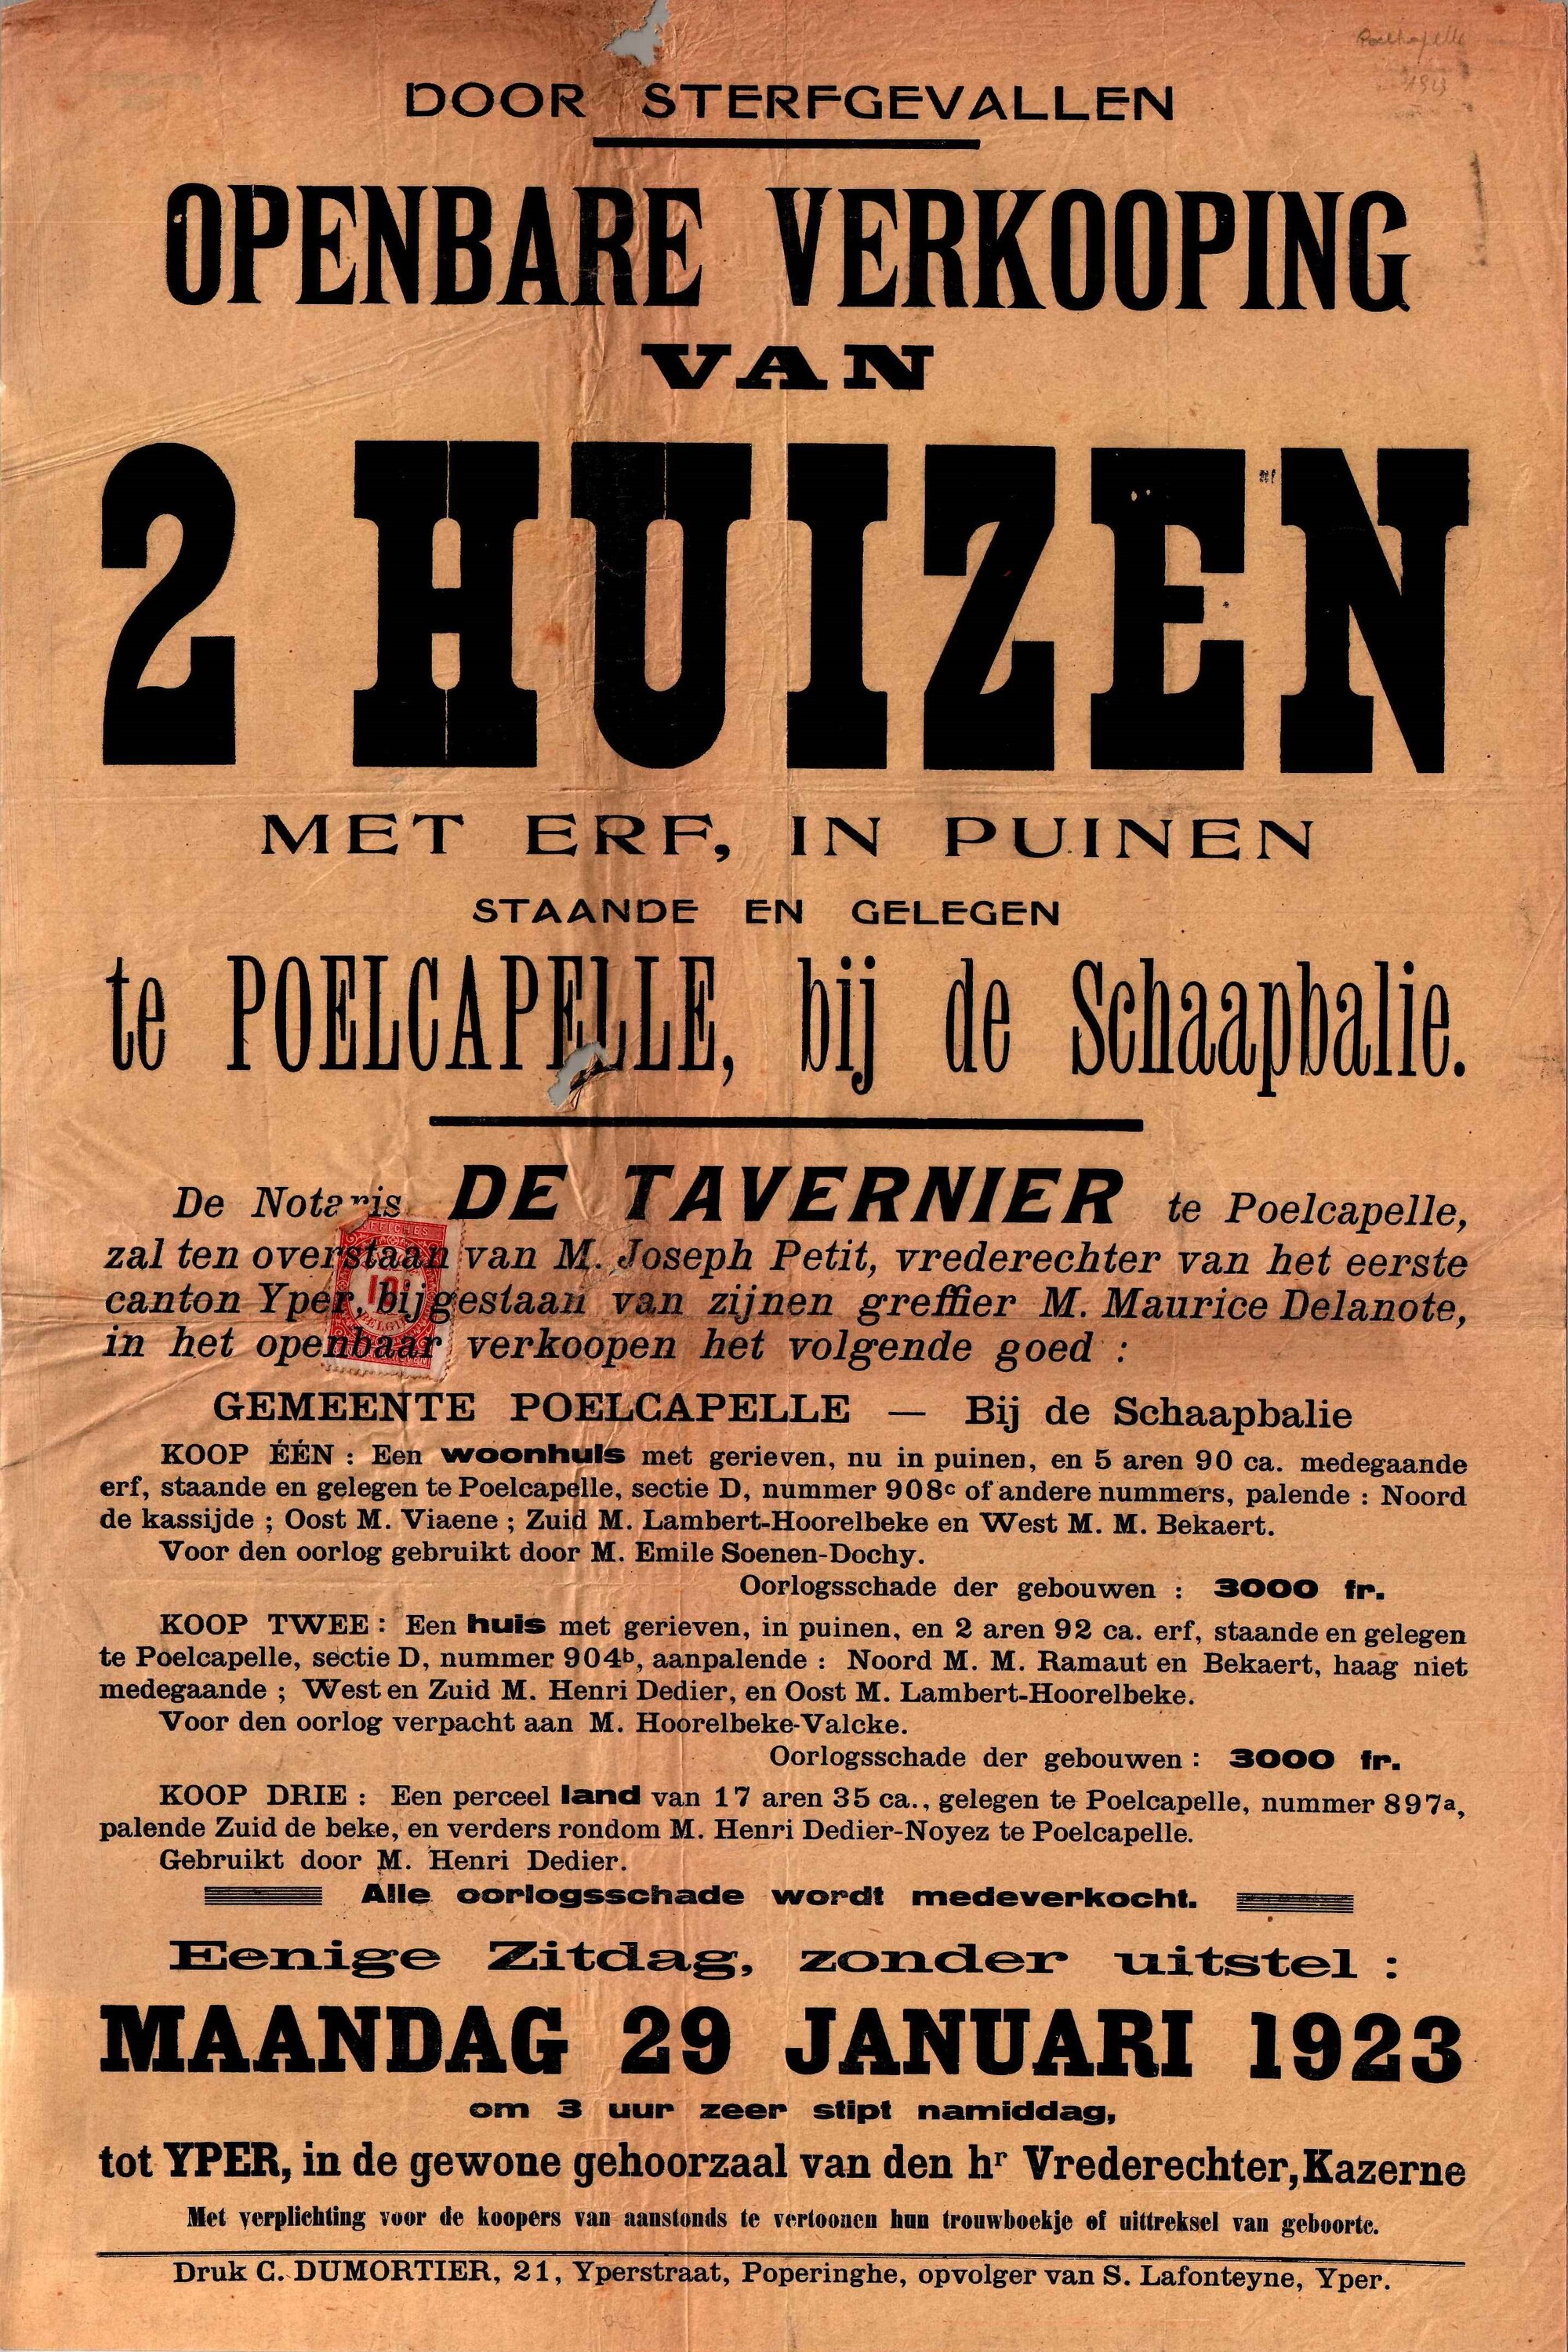 Poelkapelle
1923
DOOR STERFGEVALLEN
OPENBARE VERKOOPING
VAN
2 HUIZEN
MET ERF, IN PUINEN
STAANDE EN GELEGEN
te POELCAPELLE, bij de Schaapbalie.
De Notaris DE TAVERNIER te Poelcapelle,
zal ten overstaan van M. Joseph Petit, vrederechter van het eerste
canton Yper, bijgestaan van zijnen greffier M. Maurice Delanote,
in het openbaar verkoopen het volgende goed :
GEMEENTE POELCAPELLE — Bij de Schaapbalie
KOOP ÉÉN : Een woonhuis met gerieven, nu in puinen, en 5 aren 90 ca. medegaande
erf, staande en gelegen te Poelcapelle, sectie D, nummer 908c of andere nummers, palende : Noord
de kassijde ; Oost M. Viaene ; Zuid M. Lambert-Hoorelbeke en West M. M. Bekaert.
Voor den oorlog gebruikt door M. Emile Soenen-Dochy.
Oorlogsschade der gebouwen : 3000 fr.
KOOP TWEE : Een huis met gerieven, in puinen, en 2 aren 92 ca. erf, staande en gelegen
te Poelcapelle, sectie D, nummer 904b, aanpalende : Noord M. M. Ramaut en Bekaert, haag niet
medegaande ; West en Zuid M. Henri Dedier, en Oost M. Lambert-Hoorelbeke.
Voor den oorlog verpacht aan M. Hoorelbeke-Valcke.
Oorlogsschade der gebouwen : 3000 fr.
KOOP DRIE : Een perceel land van 17 aren 35 ca., gelegen te Poelcapelle, nummer 897a,
palende Zuid de beke, en verders rondom M. Henri Dedier-Noyez te Poelcapelle.
Gebruikt door M. Henri Dedier.
Alle oorlogsschade wordt medeverkocht.
Eenige Zitdag, zonder uitstel :
MAANDAG 29 JANUARI 1923
om 3 uur zeer stipt namiddag,
tot YPER, in de gewone gehoorzaal van den hr Vrederechter, Kazerne
Met verplichting voor de koopers van aanstonds te vertoonen hun trouwboekje of uittreksel van geboorte.
Druk C. DUMORTIER, 21, Yperstraat, Poperinghe, opvolger van S. Lafonteyne, Yper.